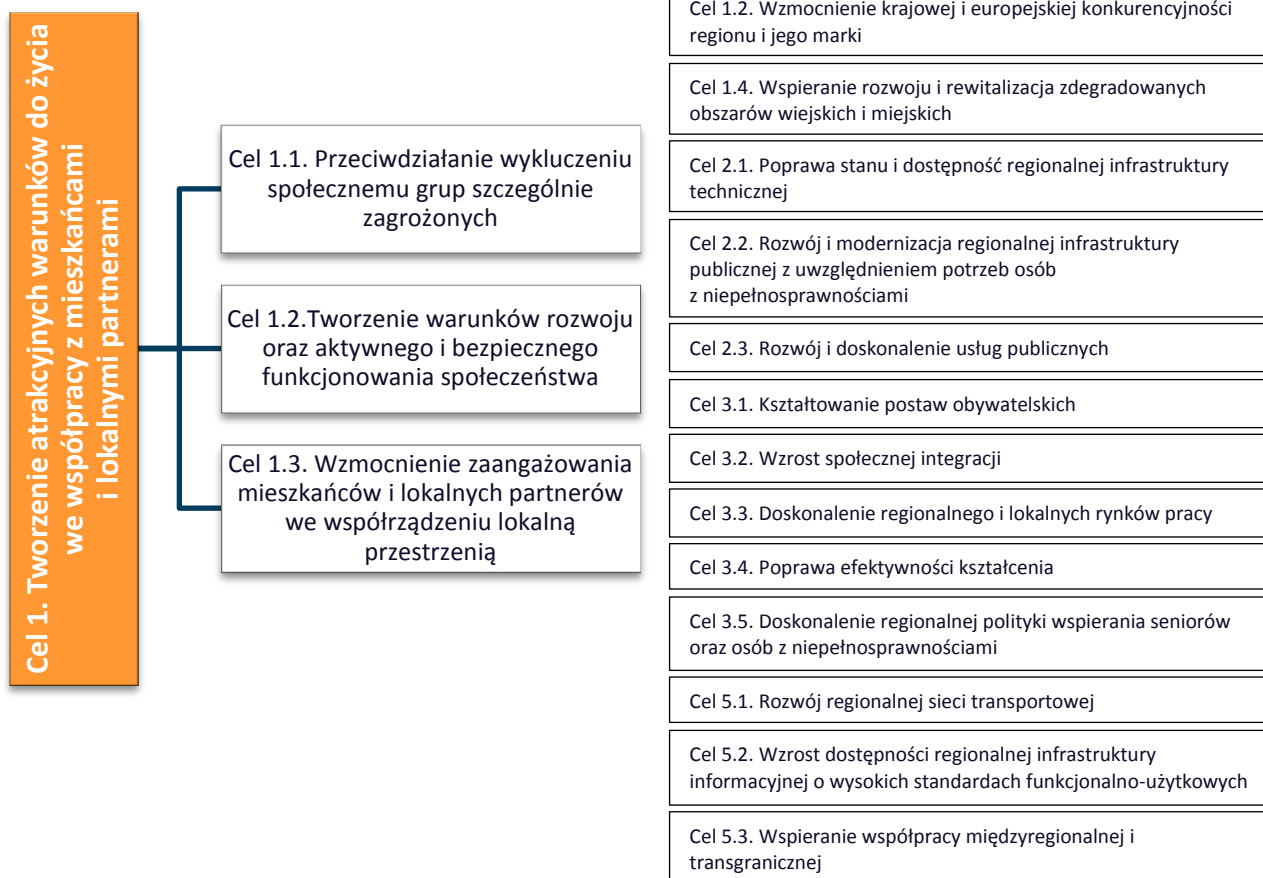 Cel 1. Tworzenie atrakcyjnych warunków do życia
we współpracy z mieszkańcami
i lokalnymi partnerami
Cel 1.1. Przeciwdziałanie wykluczeniu
społecznemu grup szczególnie
zagrożonych
Cel 1.2.Tworzenie warunków rozwoju
oraz aktywnego i bezpiecznego
funkcjonowania społeczeństwa
Cel 1.3. Wzmocnienie zaangażowania
mieszkańców i lokalnych partnerów
we współrządzeniu lokalną
przestrzenią
Cel 1.2. Wzmocnienie krajowej i europejskiej konkurencyjności
regionu i jego marki
Cel 1.4. Wspieranie rozwoju i rewitalizacja zdegradowanych
obszarów wiejskich i miejskich
Cel 2.1. Poprawa stanu i dostępność regionalnej infrastruktury
technicznej
Cel 2.2. Rozwój i modernizacja regionalnej infrastruktury
publicznej z uwzględnieniem potrzeb osób
z niepełnosprawnościami
Cel 2.3. Rozwój i doskonalenie usług publicznych
Cel 3.1. Kształtowanie postaw obywatelskich
Cel 3.2. Wzrost społecznej integracji
Cel 3.3. Doskonalenie regionalnego i lokalnych rynków pracy
Cel 3.4. Poprawa efektywności kształcenia
Cel 3.5. Doskonalenie regionalnej polityki wspierania seniorów
oraz osób z niepełnosprawnościami
Cel 5.1. Rozwój regionalnej sieci transportowej
Cel 5.2. Wzrost dostępności regionalnej infrastruktury
informacyjnej o wysokich standardach funkcjonalno-użytkowych
Cel 5.3. Wspieranie współpracy międzyregionalnej i
transgranicznej